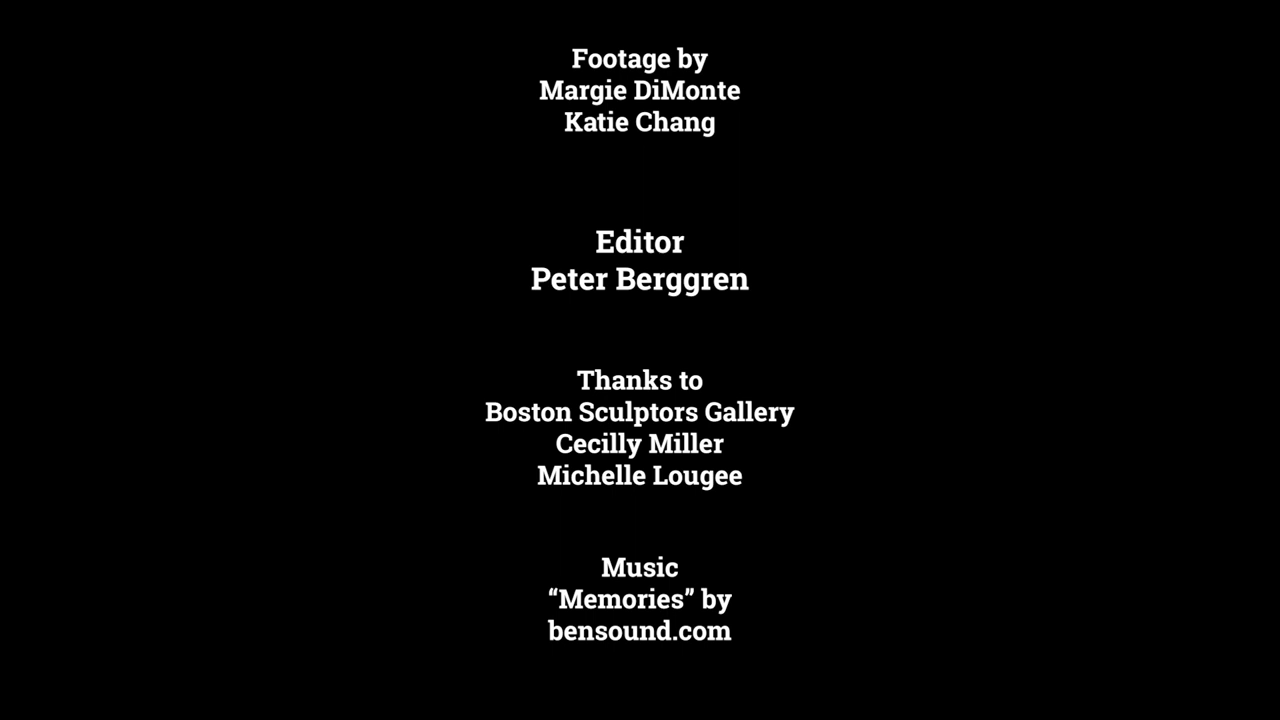 Footage by
Margie DiMonte
Katie Chang
Editor
Peter Berggren
Thanks to
Boston Sculptors Gallery
Cecilly Miller
Michelle Lougee
Music
“Memories” by
bensound.com